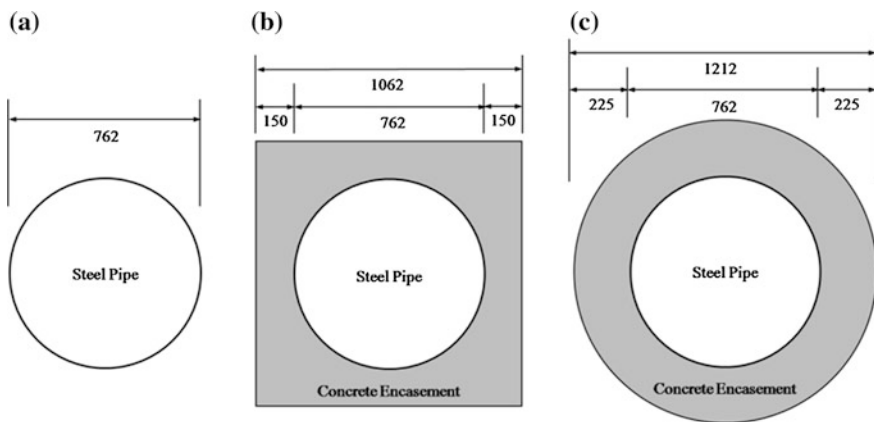 (a)
762
Steel Pipe
(b)
1062
150 762 150
Steel Pipe
Concrete Encasement
(c)
1212
225 762 225
Steel Pipe
Concrete Encasement